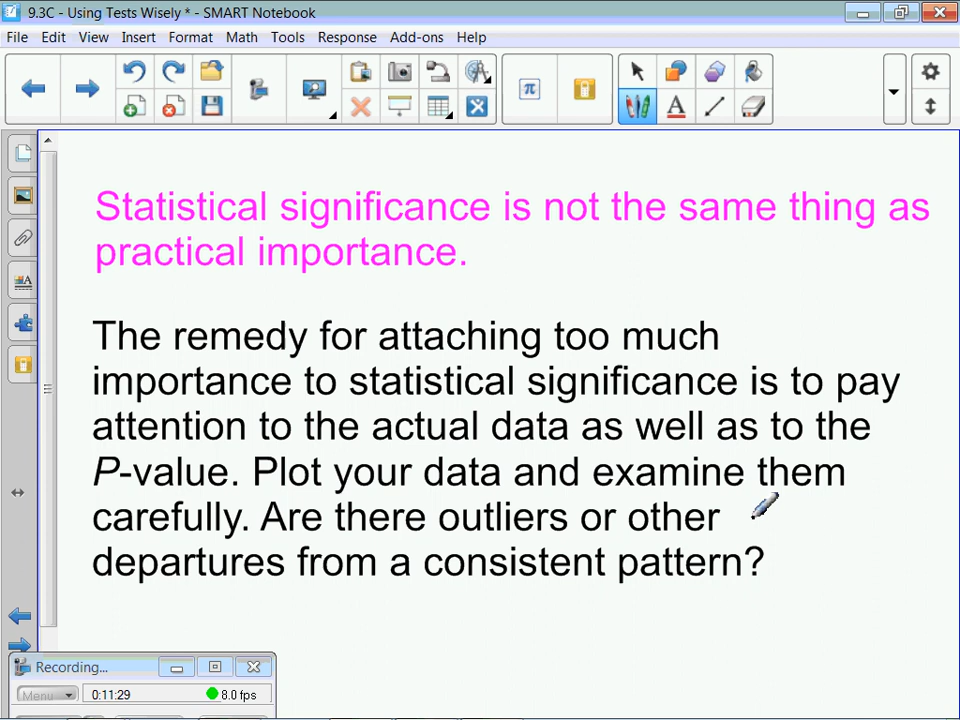 9.3C - Using Tests Wisely * - SMART Notebook
File Edit View Insert Format Math Tools Response Add-ons Help
π
A
Statistical significance is not the same thing as
practical importance.
The remedy for attaching too much
importance to statistical significance is to pay
attention to the actual data as well as to the
P-value. Plot your data and examine them
carefully. Are there outliers or other
departures from a consistent pattern?
Recording...
Menu 0:11:29 8.0 fps